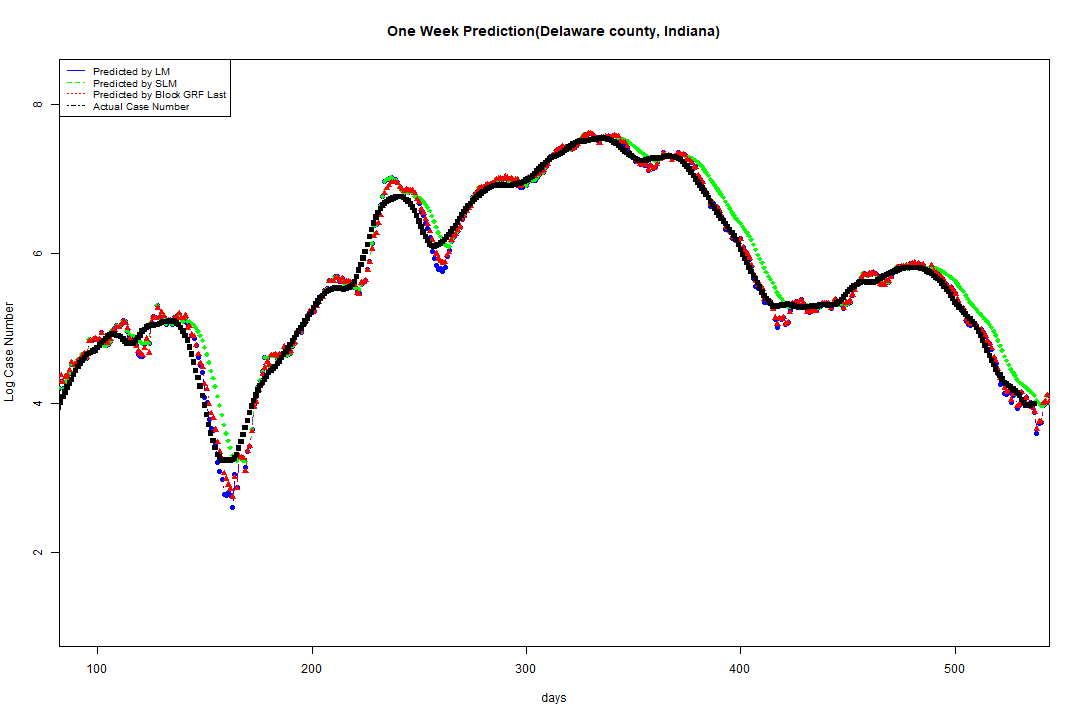 One Week Prediction(Delaware county, Indiana)
Predicted by LM
Predicted by SLM
Predicted by Block GRF Last
Actual Case Number
8
6
4
2
Log Case Number
100 200 300 400 500
days